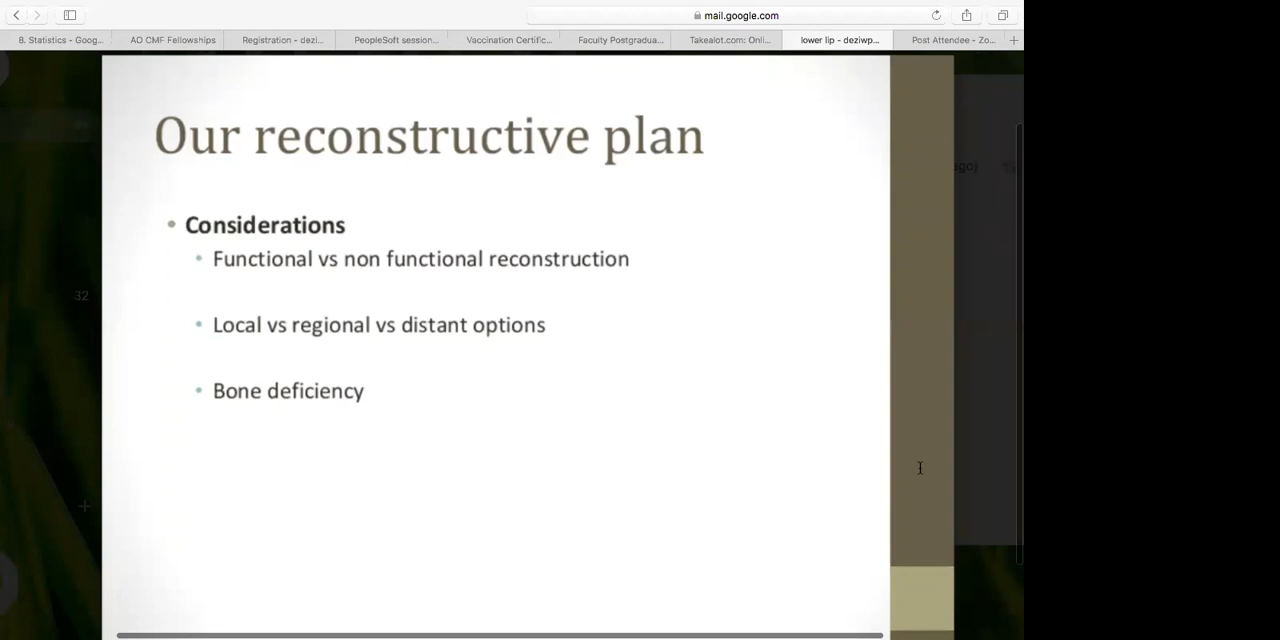 mail.google.com
8. Statistics - Goog...
AO CMF Fellowships
Registration - dezi...
PeopleSoft session...
Vaccination Certific...
Faculty Postgradua...
Takealot.com: Onli...
lower lip - deziwp...
Post Attendee - Zo...
Our reconstructive plan
Considerations
Functional vs non functional reconstruction
Local vs regional vs distant options
Bone deficiency
32